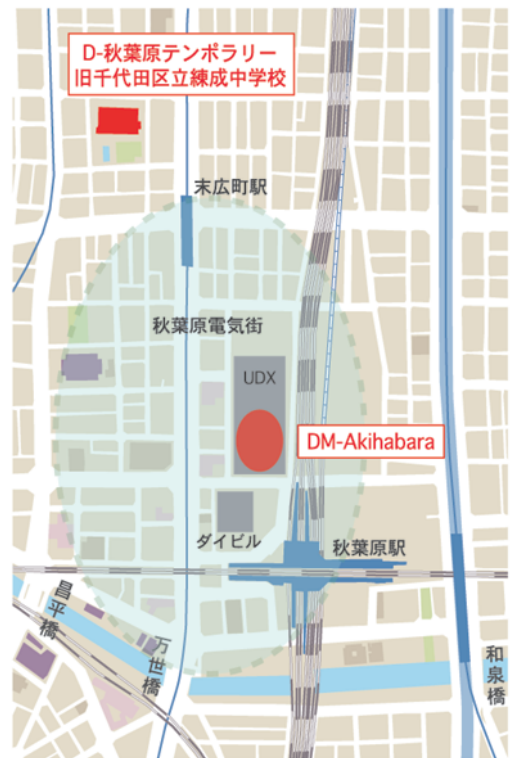 D-秋葉原テンポラリー
旧千代田区立練成中学校
末広町駅
秋葉原電気街
UDX
DM-Akihabara
ダイビル
秋葉原駅
昌平橋
万世橋
和泉橋